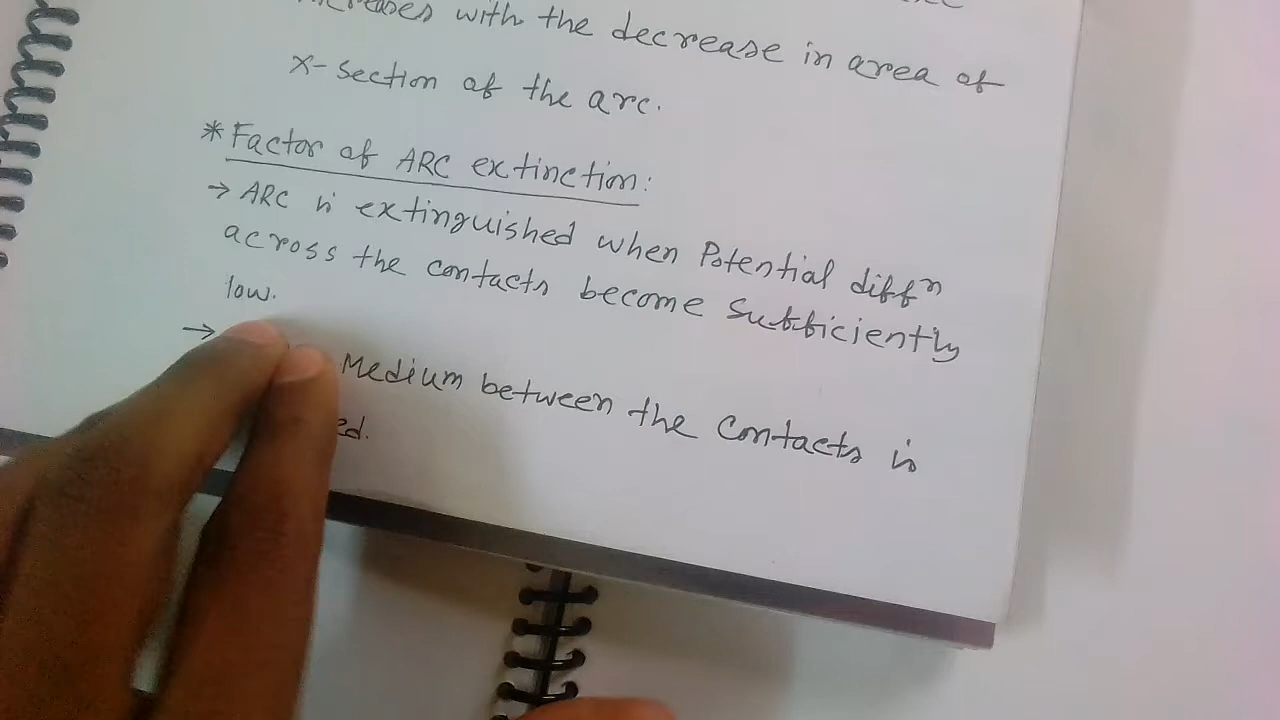 with the decrease in area of
x-section of the arc.
* Factor of ARC extinction:
→ ARC is extinguished when Potential diffn
across the contacts become sufficiently
low.
→
Medium between the contacts is
ed.